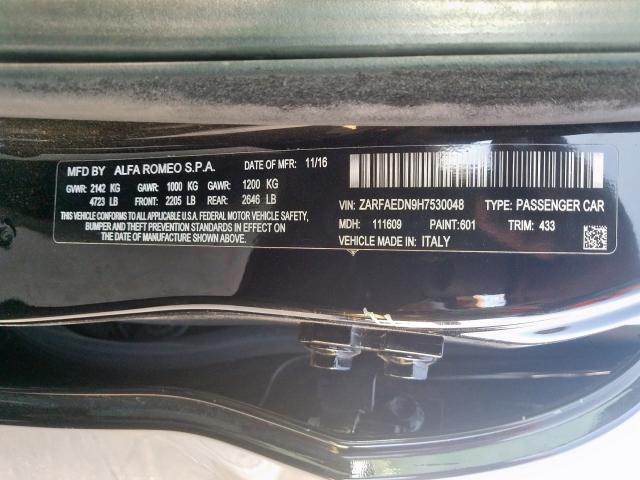 MFD BY ALFA ROMEO S.P.A. DATE OF MFR: 11/16
GVWR: 2142 KG GAWR: 1000 KG GAWR: 1200 KG
4723 LB FRONT: 2205 LB REAR: 2646 LB
THIS VEHICLE CONFORMS TO ALL APPLICABLE U.S.A. FEDERAL MOTOR VEHICLE SAFETY,
BUMPER AND THEFT PREVENTION STANDARDS IN EFFECT ON
THE DATE OF MANUFACTURE SHOWN ABOVE.
VIN: ZARFAEDN9H7530048 TYPE: PASSENGER CAR
MDH: 111609 PAINT:601 TRIM: 433
VEHICLE MADE IN: ITALY